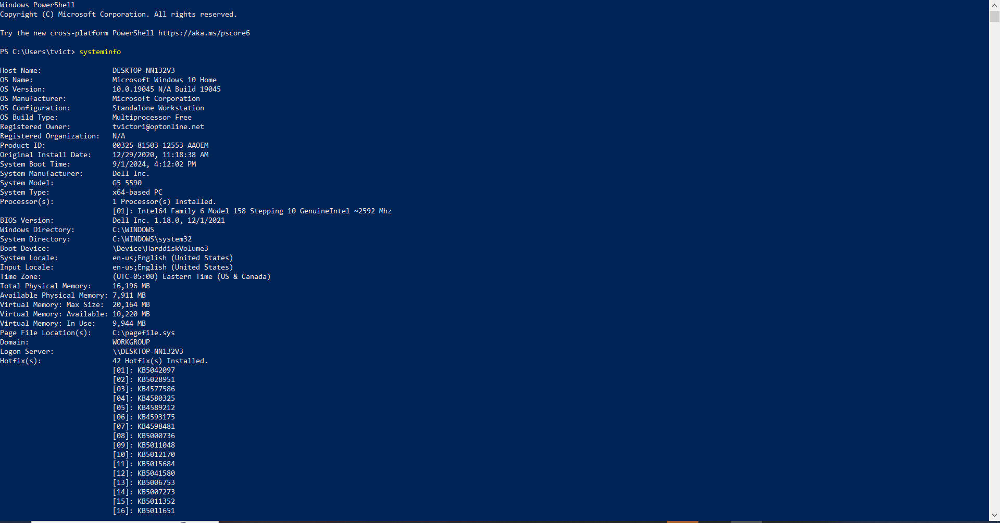 Windows PowerShell
Copyright (C) Microsoft Corporation. All rights reserved.
Try the new cross-platform PowerShell https://aka.ms/pscore6
PS C:\Users\tvict> systeminfo
Host Name:                 DESKTOP-NN132V3
OS Name:                   Microsoft Windows 10 Home
OS Version:                10.0.19045 N/A Build 19045
OS Manufacturer:           Microsoft Corporation
OS Configuration:          Standalone Workstation
OS Build Type:             Multiprocessor Free
Registered Owner:          tvictori@optonline.net
Registered Organization:   N/A
Product ID:                00325-81503-12553-AAOEM
Original Install Date:     12/29/2020, 11:18:38 AM
System Boot Time:          9/1/2024, 4:12:02 PM
System Manufacturer:       Dell Inc.
System Model:              G5 5590
System Type:               x64-based PC
Processor(s):              1 Processor(s) Installed.
                           [01]: Intel64 Family 6 Model 158 Stepping 10 GenuineIntel ~2592 Mhz
BIOS Version:              Dell Inc. 1.18.0, 12/1/2021
Windows Directory:         C:\WINDOWS
System Directory:          C:\WINDOWS\system32
Boot Device:               \Device\HarddiskVolume3
System Locale:             en-us;English (United States)
Input Locale:              en-us;English (United States)
Time Zone:                 (UTC-05:00) Eastern Time (US & Canada)
Total Physical Memory:     16,196 MB
Available Physical Memory: 7,911 MB
Virtual Memory: Max Size:  20,164 MB
Virtual Memory: Available: 10,220 MB
Virtual Memory: In Use:    9,944 MB
Page File Location(s):     C:\pagefile.sys
Domain:                    WORKGROUP
Logon Server:              \\DESKTOP-NN132V3
Hotfix(s):                 42 Hotfix(s) Installed.
                           [01]: KB5042097
                           [02]: KB5028951
                           [03]: KB4577586
                           [04]: KB4580325
                           [05]: KB4589212
                           [06]: KB4593175
                           [07]: KB4598481
                           [08]: KB5000736
                           [09]: KB5011048
                           [10]: KB5012170
                           [11]: KB5015684
                           [12]: KB5041580
                           [13]: KB5006753
                           [14]: KB5007273
                           [15]: KB5011352
                           [16]: KB5011651